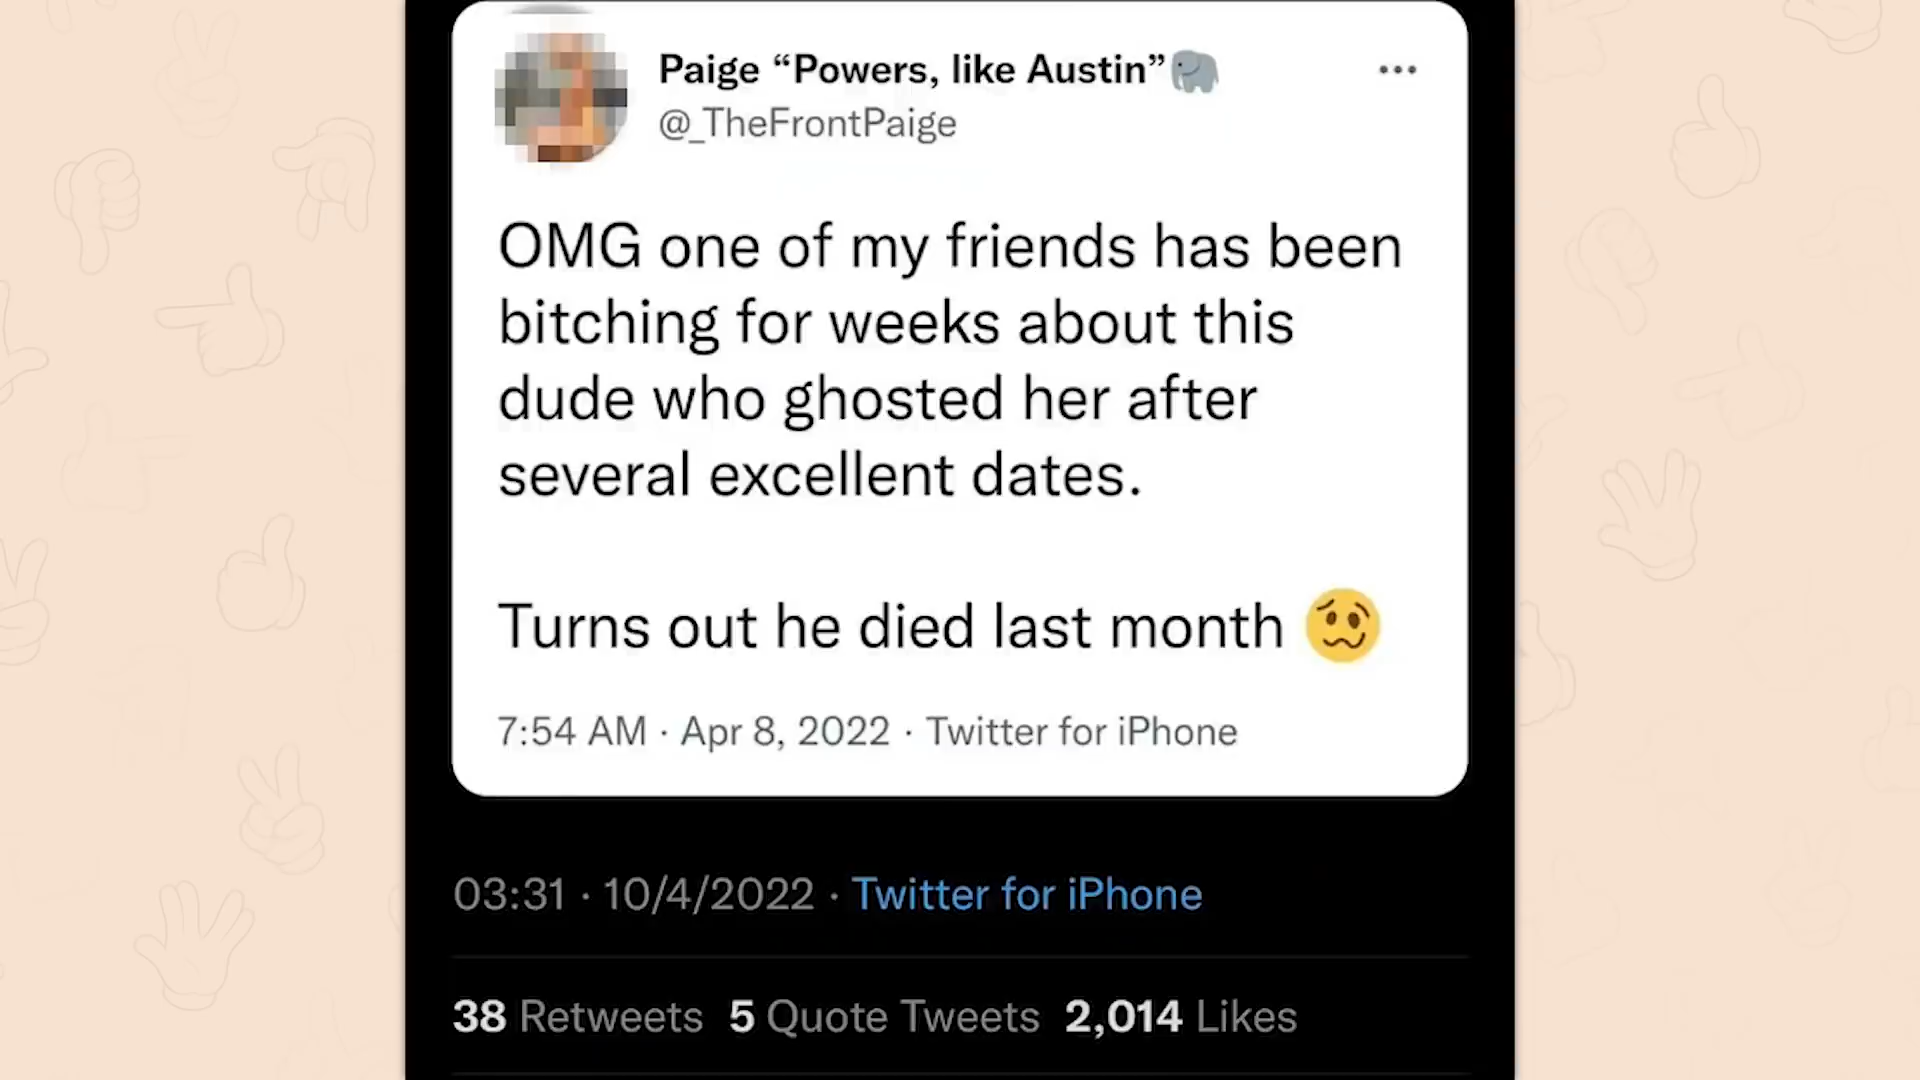 Paige “Powers, like Austin”🐘
@_TheFrontPaige
OMG one of my friends has been
bitching for weeks about this
dude who ghosted her after
several excellent dates.
Turns out he died last month 🥴
7:54 AM · Apr 8, 2022 · Twitter for iPhone
03:31 · 10/4/2022 · Twitter for iPhone
38 Retweets 5 Quote Tweets 2,014 Likes